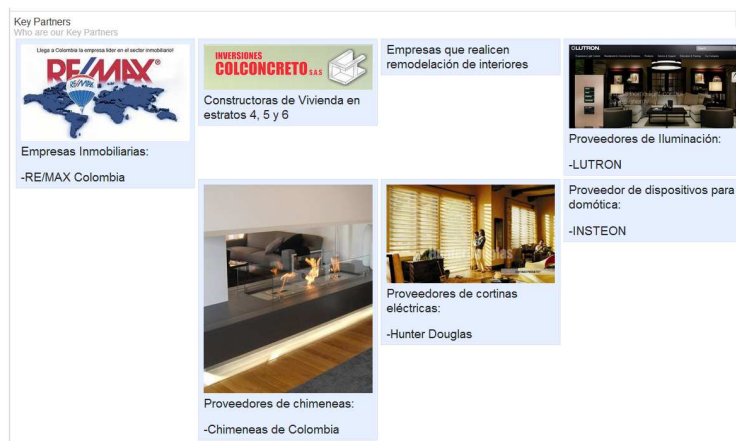 Key Partners
Who are our Key Partners
Llega a Colombia la empresa líder en el sector inmobiliario!
RE/MAX®
RE/MAX
Empresas Inmobiliarias:
-RE/MAX Colombia
INVERSIONES
COLCONCRETO S.A.S
Constructoras de Vivienda en
estratos 4, 5 y 6
Empresas que realicen
remodelación de interiores
LUTRON.
Proveedores de Iluminación:
-LUTRON
Proveedores de chimeneas:
-Chimeneas de Colombia
Proveedores de cortinas
eléctricas:
-Hunter Douglas
Proveedor de dispositivos para
domótica:
-INSTEON